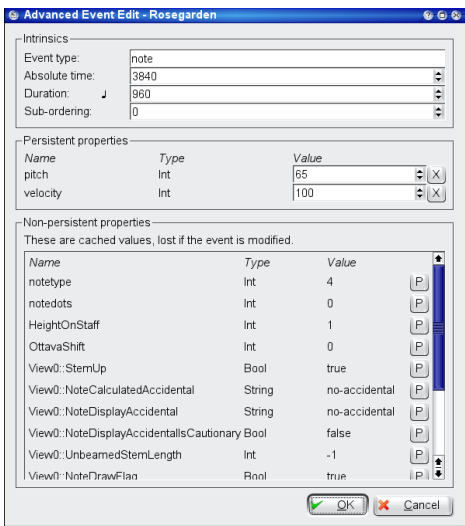 Advanced Event Edit - Rosegarden
Intrinsics
Event type: note
Absolute time: 3840
Duration: 960
Sub-ordering: 0
Persistent properties
Name Type Value
pitch Int 65 X
velocity Int 100 X
Non-persistent properties
These are cached values, lost if the event is modified.
Name Type Value
notetype Int 4 P
notedots Int 0 P
HeightOnStaff Int 1 P
OttavaShift Int 0 P
View0::StemUp Bool true P
View0::NoteCalculatedAccidental String no-accidental P
View0::NoteDisplayAccidental String no-accidental P
View0::NoteDisplayAccidentalIsCautionary Bool false P
View0::UnbeamedStemLength Int -1 P
View0::NoteDrawFlag Bool true P
OK Cancel